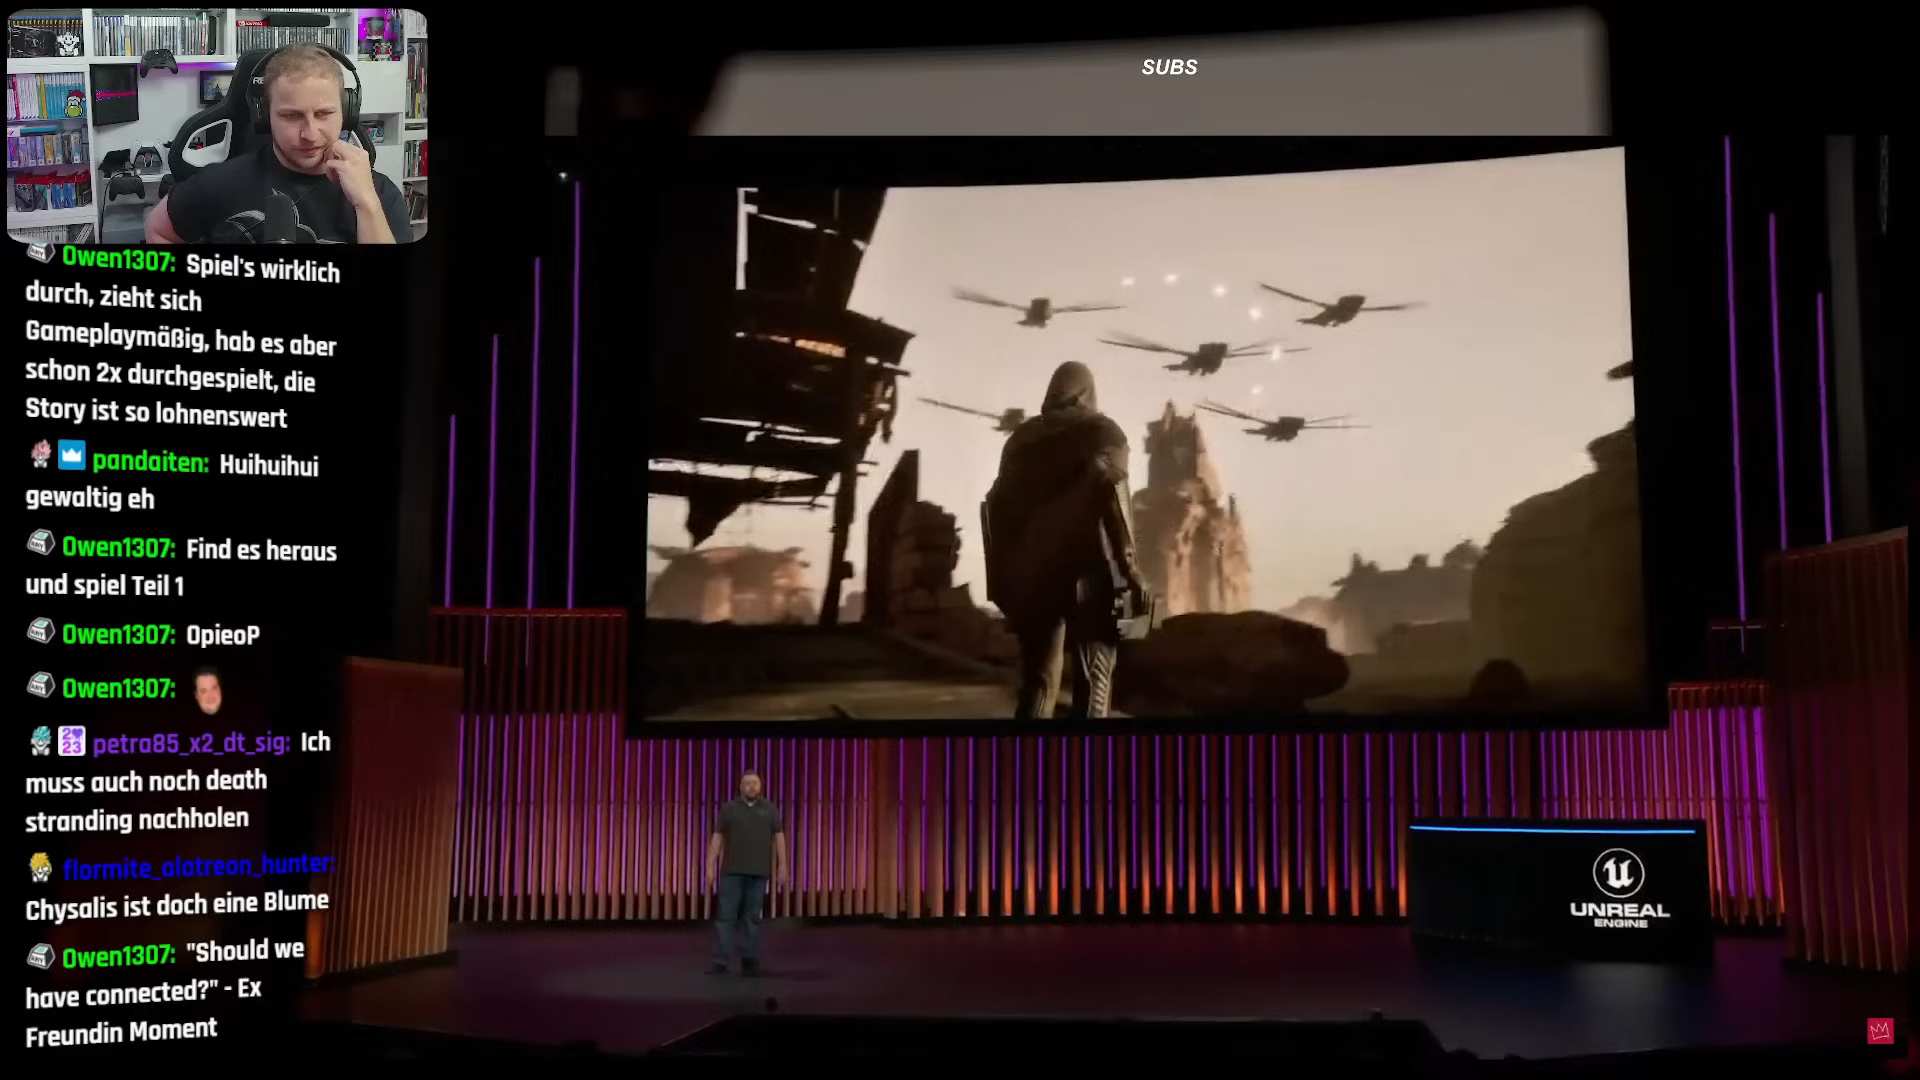 SUBS
Owen1307: Spiel's wirklich
durch, zieht sich
Gameplaymäßig, hab es aber
schon 2x durchgespielt, die
Story ist so lohnenswert
pandaiten: Huihuihui
gewaltig eh
Owen1307: Find es heraus
und spiel Teil 1
Owen1307: OpieoP
Owen1307:
2023 petra85_x2_dt_sig: Ich
muss auch noch death
stranding nachholen
flormite_alatreon_hunter:
Chysalis ist doch eine Blume
Owen1307: "Should we
have connected?" - Ex
Freundin Moment
UNREAL
ENGINE